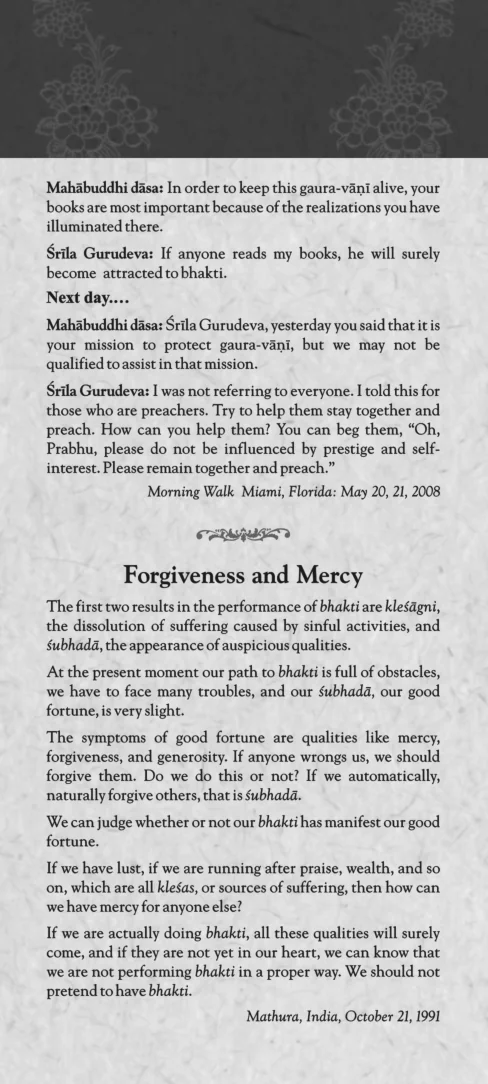 Mahābuddhi dāsa: In order to keep this gaura-vāṇī alive, your
books are most important because of the realizations you have
illuminated there.
Śrīla Gurudeva: If anyone reads my books, he will surely
become attracted to bhakti.
Next day....
Mahābuddhi dāsa: Śrīla Gurudeva, yesterday you said that it is
your mission to protect gaura-vāṇī, but we may not be
qualified to assist in that mission.
Śrīla Gurudeva: I was not referring to everyone. I told this for
those who are preachers. Try to help them stay together and
preach. How can you help them? You can beg them, “Oh,
Prabhu, please do not be influenced by prestige and self-
interest. Please remain together and preach.”
Morning Walk Miami, Florida: May 20, 21, 2008
Forgiveness and Mercy
The first two results in the performance of bhakti are kleśāgni,
the dissolution of suffering caused by sinful activities, and
śubhadā, the appearance of auspicious qualities.
At the present moment our path to bhakti is full of obstacles,
we have to face many troubles, and our śubhadā, our good
fortune, is very slight.
The symptoms of good fortune are qualities like mercy,
forgiveness, and generosity. If anyone wrongs us, we should
forgive them. Do we do this or not? If we automatically,
naturally forgive others, that is śubhadā.
We can judge whether or not our bhakti has manifest our good
fortune.
If we have lust, if we are running after praise, wealth, and so
on, which are all kleśas, or sources of suffering, then how can
we have mercy for anyone else?
If we are actually doing bhakti, all these qualities will surely
come, and if they are not yet in our heart, we can know that
we are not performing bhakti in a proper way. We should not
pretend to have bhakti.
Mathura, India, October 21, 1991